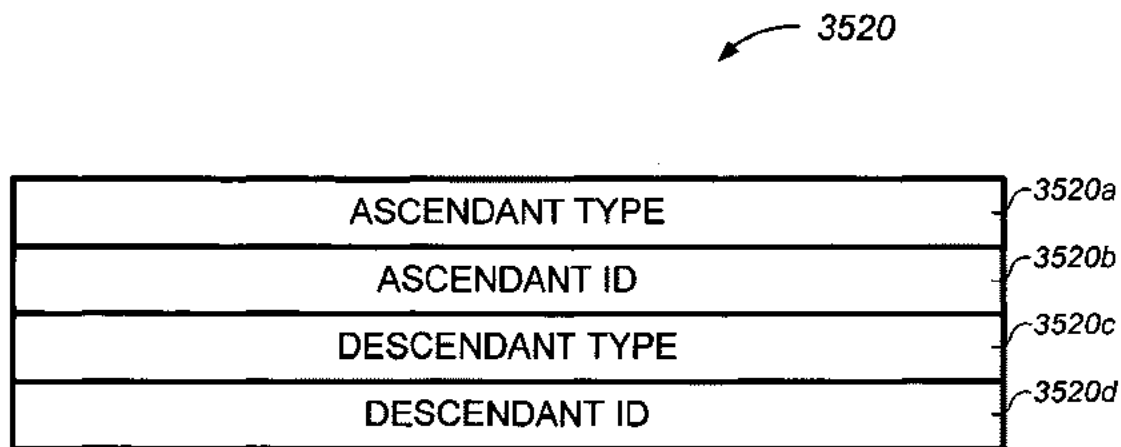 3520
ASCENDANT TYPE 3520a
ASCENDANT ID 3520b
DESCENDANT TYPE 3520c
DESCENDANT ID 3520d